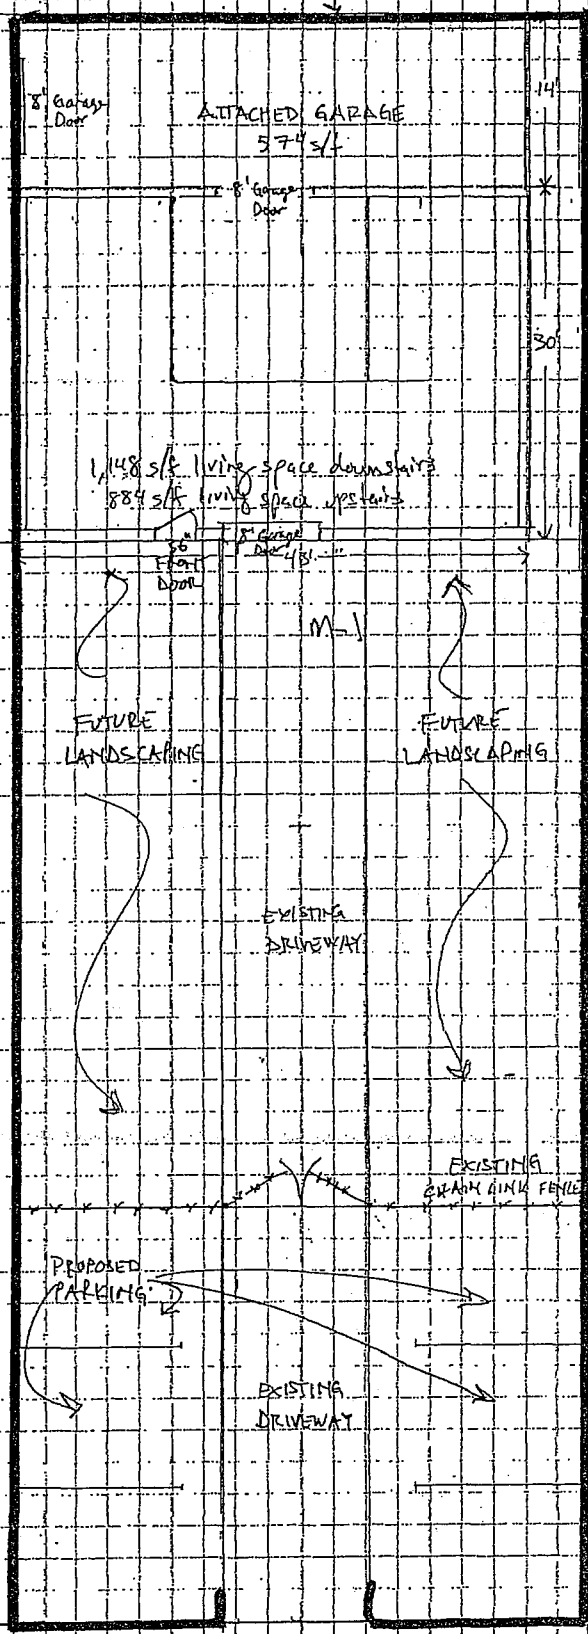 8' Garage
Door
ATTACHED GARAGE
574 s/f
14'
8' Garage
Door
30'
1,148 s/f living space downstairs
884 s/f living space upstairs
36"
FRONT
DOOR
8' Garage
Door
M-1
FUTURE
LANDSCAPING
FUTURE
LANDSCAPING
EXISTING
DRIVEWAY
EXISTING
CHAIN LINK FENCE
PROPOSED
PARKING
EXISTING
DRIVEWAY